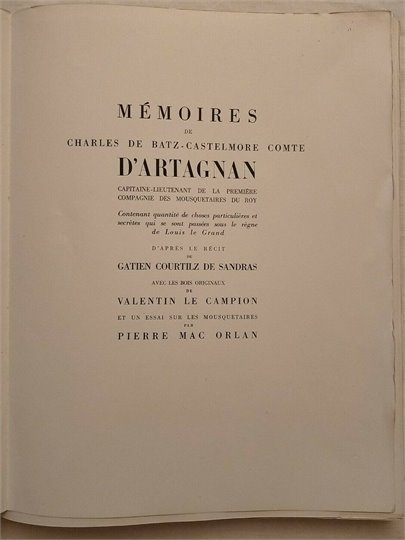 MÉMOIRES
DE
CHARLES DE BATZ-CASTELMORE COMTE
D'ARTAGNAN
CAPITAINE-LIEUTENANT DE LA PREMIÈRE
COMPAGNIE DES MOUSQUETAIRES DU ROY
Contenant quantité de choses particulières et
secrètes qui se sont passées sous le règne
de Louis le Grand
D'APRÈS LE RÉCIT
DE
GATIEN COURTILZ DE SANDRAS
AVEC LES BOIS ORIGINAUX
DE
VALENTIN LE CAMPION
ET UN ESSAI SUR LES MOUSQUETAIRES
PAR
PIERRE MAC ORLAN